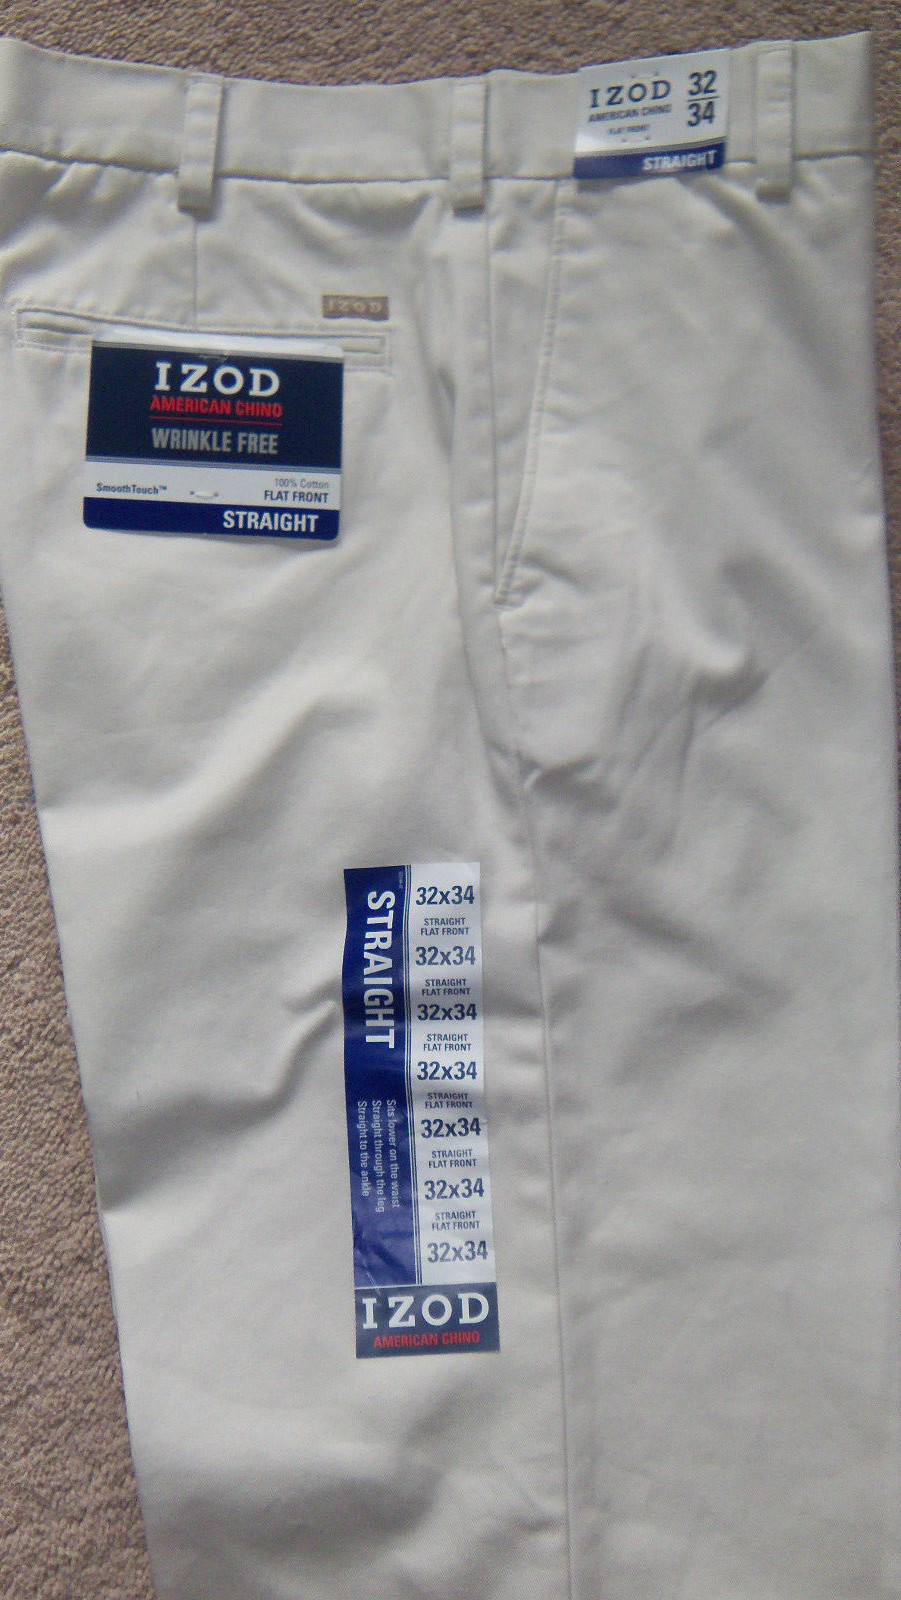 IZOD
AMERICAN CHINO
FLAT FRONT
32
34
STRAIGHT
IZOD
IZOD
AMERICAN CHINO
WRINKLE FREE
SmoothTouch™
100% Cotton
FLAT FRONT
STRAIGHT
STRAIGHT
Sits lower on the waist
Straight through the leg
Straight to the ankle
32x34
STRAIGHT
FLAT FRONT
32x34
STRAIGHT
FLAT FRONT
32x34
STRAIGHT
FLAT FRONT
32x34
STRAIGHT
FLAT FRONT
32x34
STRAIGHT
FLAT FRONT
32x34
STRAIGHT
FLAT FRONT
32x34
IZOD
AMERICAN CHINO